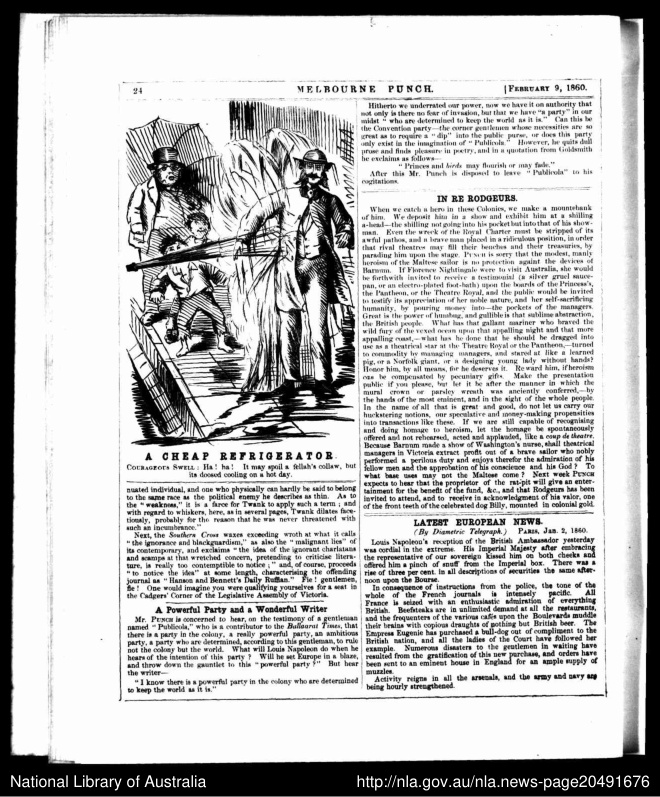 24
MELBOURNE PUNCH.
[FEBRUARY 9, 1860.
A CHEAP REFRIGERATOR.
COURAGEOUS SWELL: Ha! ha! It may spoil a fellah's collaw, but
its doosed cooling on a hot day.
nuated individual, and one who physically can hardly be said to belong
to the same race as the political enemy he describes as thin. As to
the "weakness," it is a farce for Twank to apply such a term; and
with regard to whiskers, here, as in several pages, Twank dilates face-
tiously, probably for the reason that he was never threatened with
such an incumbrance."
Next, the Southern Cross waxes exceeding wroth at what it calls
"the ignorance and blackguardism," as also the "malignant lies" of
its contemporary, and exclaims "the idea of the ignorant charlatans
and scamps at that wretched concern, pretending to criticise litera-
ture, is really too contemptible to notice;" and, of course, proceeds
"to notice the idea" at some length, characterising the offending
journal as "Hanson and Bennett's Daily Ruffian." Fie! gentlemen,
fie! One would imagine you were qualifying yourselves for a seat in
the Cadgers' Corner of the Legislative Assembly of Victoria.
A Powerful Party and a Wonderful Writer
MR. PUNCH is concerned to hear, on the testimony of a gentleman
named "Publicola," who is a contributor to the Ballaarat Times, that
there is a party in the colony, a really powerful party, an ambitious
party, a party who are determined, according to this gentleman, to rule
not the colony but the world. What will Louis Napoleon do when he
hears of the intention of this party? Will he set Europe in a blaze,
and throw down the gauntlet to this "powerful party?" But hear
the writer—
"I know there is a powerful party in the colony who are determined
to keep the world as it is."
Hitherto we underrated our power, now we have it on authority that
not only is there no fear of invasion, but that we have "a party" in our
midst "who are determined to keep the world as it is." Can this be
the Convention party—the corner gentlemen whose necessities are so
great as to require a "dip" into the public purse, or does this party
only exist in the imagination of "Publicola." However, he quits dull
prose and finds pleasure in poetry, and in a quotation from Goldsmith
he exclaims as follows—
"Princes and birds may flourish or may fade."
After this Mr. Punch is disposed to leave "Publicola" to his
cogitations.
IN RE RODGEURS.
When we catch a hero in these Colonies, we make a mountebank
of him. We deposit him in a show and exhibit him at a shilling
a-head—the shilling not going into his pocket but into that of his show-
man. Even the wreck of the Royal Charter must be stripped of its
awful pathos, and a brave man placed in a ridiculous position, in order
that rival theatres may fill their benches and their treasuries, by
parading him upon the stage. PUNCH is sorry that the modest, manly
heroism of the Maltese sailor is no protection againt the devices of
Barnum. If Florence Nightingale were to visit Australia, she would
be forthwith invited to receive a testimonial (a silver gruel sauce-
pan, or an electro-plated foot-bath) upon the boards of the Princess's,
the Pantheon, or the Theatre Royal, and the public would be invited
to testify its appreciation of her noble nature, and her self-sacrificing
humanity, by pouring money into—the pockets of the managers.
Great is the power of humbug, and gullible is that sublime abstraction,
the British people. What has that gallant mariner who braved the
wild fury of the vexed ocean upon that appalling night and that more
appalling coast,—what has he done that he should be dragged into
use as a theatrical star at the Theatre Royal or the Pantheon,—turned
to commodity by managing managers, and stared at like a learned
pig, or a Norfolk giant, or a designing young lady without hands?
Honor him, by all means, for he deserves it. Reward him, if heroism
can be compensated by pecuniary gifts. Make the presentation
public if you please, but let it be after the manner in which the
mural crown or parsley wreath was anciently conferred,—by
the hands of the most eminent, and in the sight of the whole people.
In the name of all that is great and good, do not let us carry our
huckstering notions, our speculative and money-making propensities
into transactions like these. If we are still capable of recognising
and doing homage to heroism, let the homage be spontaneously
offered and not rehearsed, acted and applauded, like a coup de theatre.
Because Barnum made a show of Washington's nurse, shall theatrical
managers in Victoria extract profit out of a brave sailor who nobly
performed a perilous duty and enjoys therefor the admiration of his
fellow men and the approbation of his conscience and his God? To
what base uses may not the Maltese come? Next week PUNCH
expects to hear that the proprietor of the rat-pit will give an enter-
tainment for the benefit of the fund, &c., and that Rodgeurs has been
invited to attend, and to receive in acknowledgment of his valor, one
of the front teeth of the celebrated dog Billy, mounted in colonial gold.
LATEST EUROPEAN NEWS.
(By Diametric Telegraph.) PARIS, Jan. 2, 1860.
Louis Napoleon's reception of the British Ambassador yesterday
was cordial in the extreme. His Imperial Majesty after embracing
the representative of our sovereign kissed him on both cheeks and
offered him a pinch of snuff from the Imperial box. There was a
rise of three per cent. in all descriptions of securities the same after-
noon upon the Bourse.
In consequence of instructions from the police, the tone of the
whole of the French journals is intensely pacific. All
France is seized with an enthusiastic admiration of everything
British. Beefsteaks are in unlimited demand at all the restaurants,
and the frequenters of the various cafés upon the Boulevards muddle
their brains with copious draughts of nothing but British beer. The
Empress Eugenie has purchased a bull-dog out of compliment to the
British nation, and all the ladies of the Court have followed her
example. Numerous disasters to the gentlemen in waiting have
resulted from the gratification of this new purchase, and orders have
been sent to an eminent house in England for an ample supply of
muzzles.
Activity reigns in all the arsenals, and the army and navy are
being hourly strengthened.
National Library of Australia
http://nla.gov.au/nla.news-page20491676